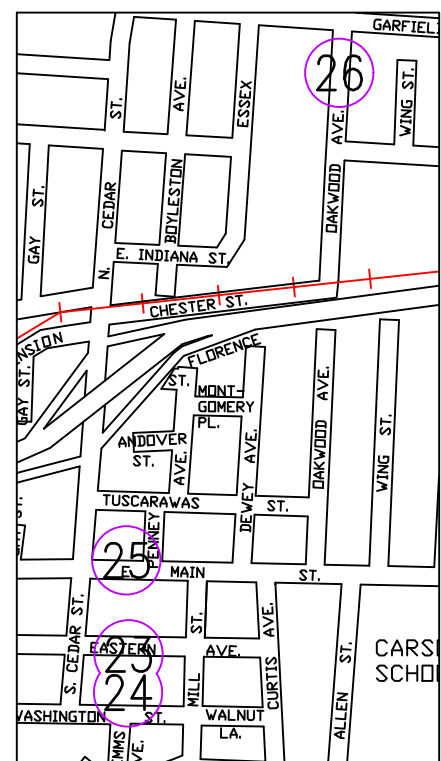 GARFIEL
26
WING ST.
ST.
AVE.
ESSEX
AVE.
GAY ST.
CEDAR
BOYLESTON
OAKWOOD
N.
E. INDIANA ST.
CHESTER ST.
NSION
FLORENCE
GAY ST.
ST.
MONT-
GOMERY
PL.
OAKWOOD AVE.
WING ST.
ANDOVER
ST.
AVE.
DEWEY AVE.
TUSCARAWAS
ST.
PENNEY
25
E. MAIN
ST.
S. CEDAR ST.
ST.
CURTIS AVE.
23
EASTERN
AVE.
ALLEN ST.
CARS
SCHO
24
MILL
WASHINGTON
ST.
WALNUT
LA.
EMMS
AVE.